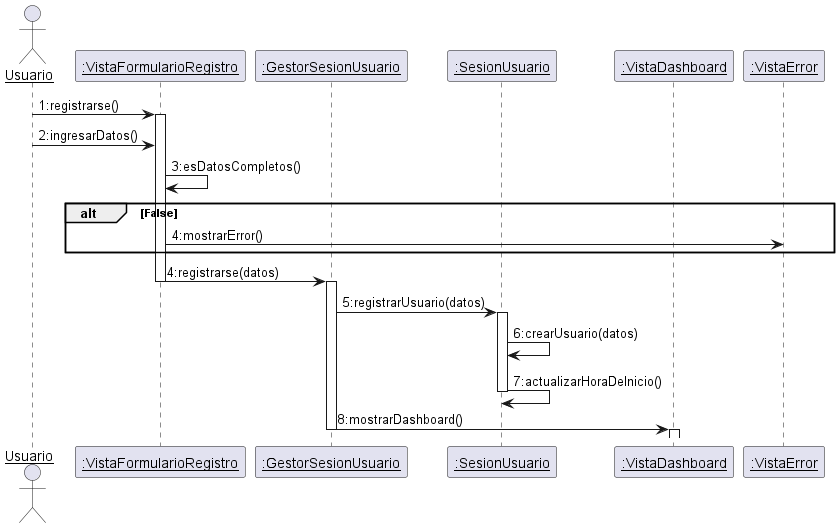 Usuario
:VistaFormularioRegistro
:GestorSesionUsuario
:SesionUsuario
:VistaDashboard
:VistaError
1:registrarse()
2:ingresarDatos()
3:esDatosCompletos()
alt [False]
4:mostrarError()
4:registrarse(datos)
5:registrarUsuario(datos)
6:crearUsuario(datos)
7:actualizarHoraDeInicio()
8:mostrarDashboard()
Usuario
:VistaFormularioRegistro
:GestorSesionUsuario
:SesionUsuario
:VistaDashboard
:VistaError